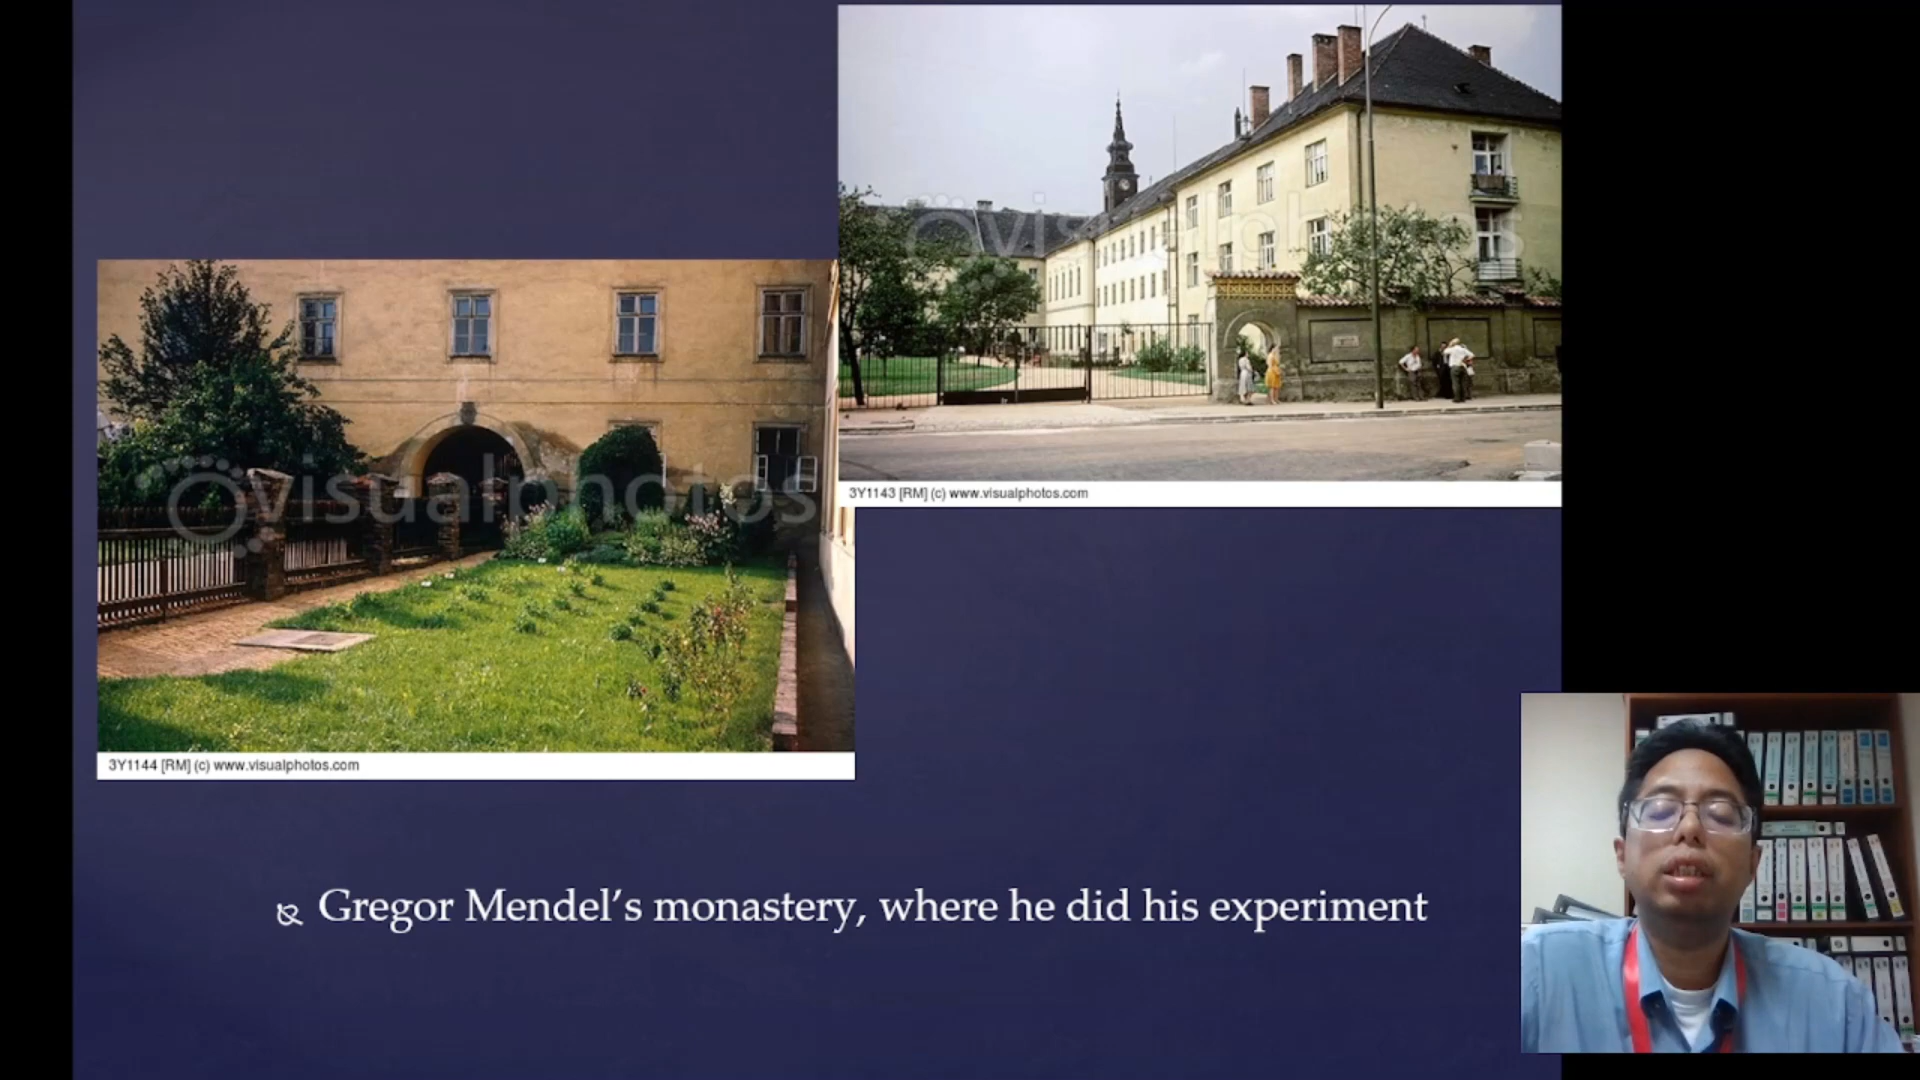 visualphotos
3Y1143 [RM] (c) www.visualphotos.com
visualphotos
3Y1144 [RM] (c) www.visualphotos.com
Gregor Mendel’s monastery, where he did his experiment